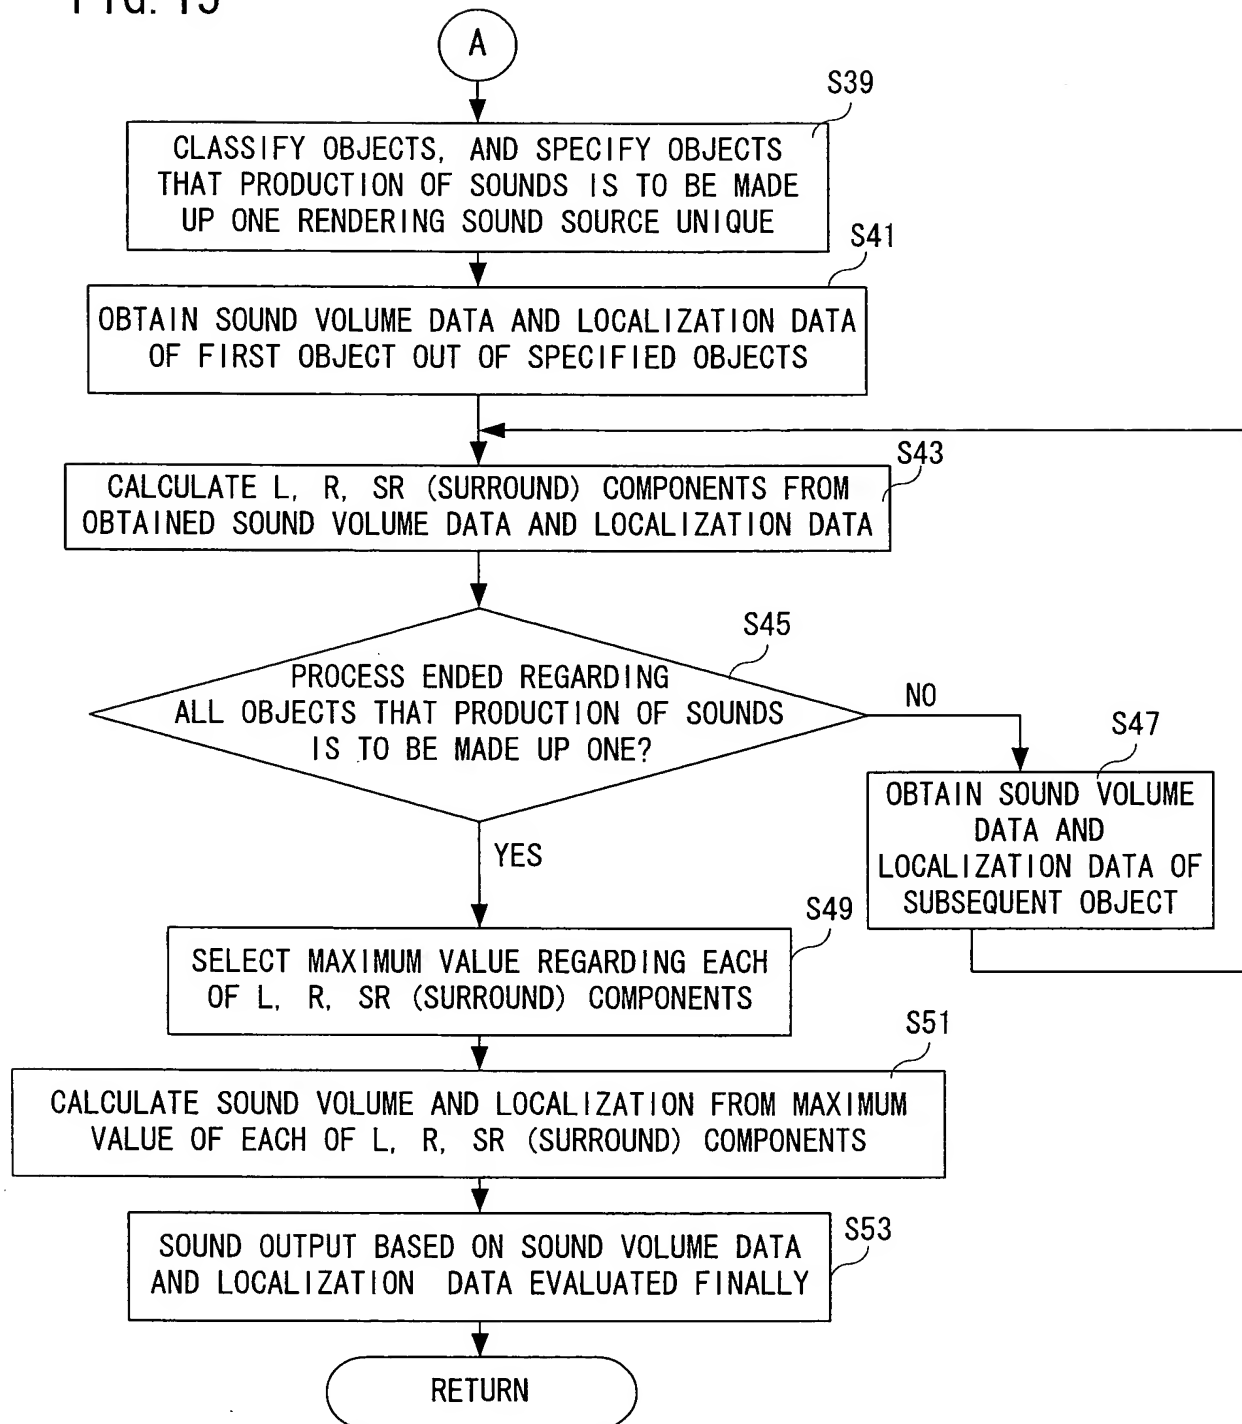 FIG. 15
A
S39
CLASSIFY OBJECTS, AND SPECIFY OBJECTS
THAT PRODUCTION OF SOUNDS IS TO BE MADE
UP ONE RENDERING SOUND SOURCE UNIQUE
S41
OBTAIN SOUND VOLUME DATA AND LOCALIZATION DATA
OF FIRST OBJECT OUT OF SPECIFIED OBJECTS
S43
CALCULATE L, R, SR (SURROUND) COMPONENTS FROM
OBTAINED SOUND VOLUME DATA AND LOCALIZATION DATA
S45
PROCESS ENDED REGARDING
ALL OBJECTS THAT PRODUCTION OF SOUNDS
IS TO BE MADE UP ONE?
NO
S47
OBTAIN SOUND VOLUME
DATA AND
LOCALIZATION DATA OF
SUBSEQUENT OBJECT
YES
S49
SELECT MAXIMUM VALUE REGARDING EACH
OF L, R, SR (SURROUND) COMPONENTS
S51
CALCULATE SOUND VOLUME AND LOCALIZATION FROM MAXIMUM
VALUE OF EACH OF L, R, SR (SURROUND) COMPONENTS
S53
SOUND OUTPUT BASED ON SOUND VOLUME DATA
AND LOCALIZATION DATA EVALUATED FINALLY
RETURN